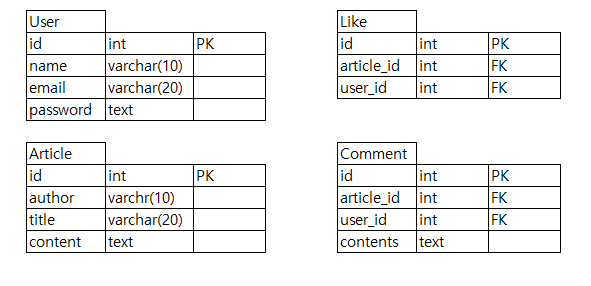 User
id int PK
name varchar(10)
email varchar(20)
password text
Like
id int PK
article_id int FK
user_id int FK
Article
id int PK
author varchr(10)
title varchar(20)
content text
Comment
id int PK
article_id int FK
user_id int FK
contents text